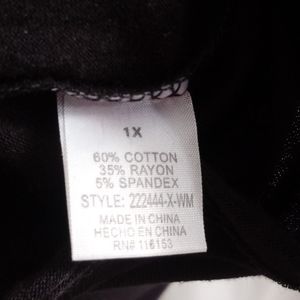 1X
60% COTTON
35% RAYON
5% SPANDEX
STYLE: 222444-X-WM
MADE IN CHINA
HECHO EN CHINA
RN# 116153